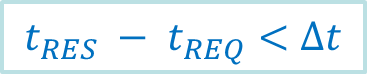 t_RES − t_REQ < Δt